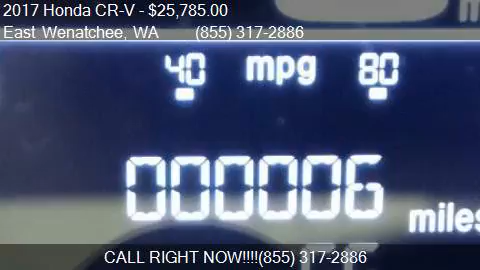 2017 Honda CR-V - $25,785.00
East Wenatchee, WA (855) 317-2886
40 mpg 80
000006 miles
CALL RIGHT NOW!!!!(855) 317-2886